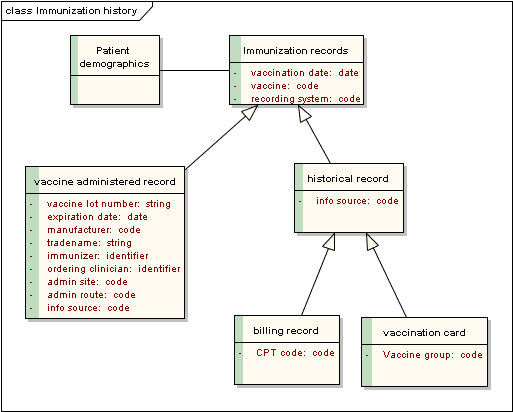 class Immunization history
Patient
demographics
Immunization records
- vaccination date: date
- vaccine: code
- recording system: code
vaccine administered record
- vaccine lot number: string
- expiration date: date
- manufacturer: code
- tradename: string
- immunizer: identifier
- ordering clinician: identifier
- admin site: code
- admin route: code
- info source: code
historical record
- info source: code
billing record
- CPT code: code
vaccination card
- Vaccine group: code